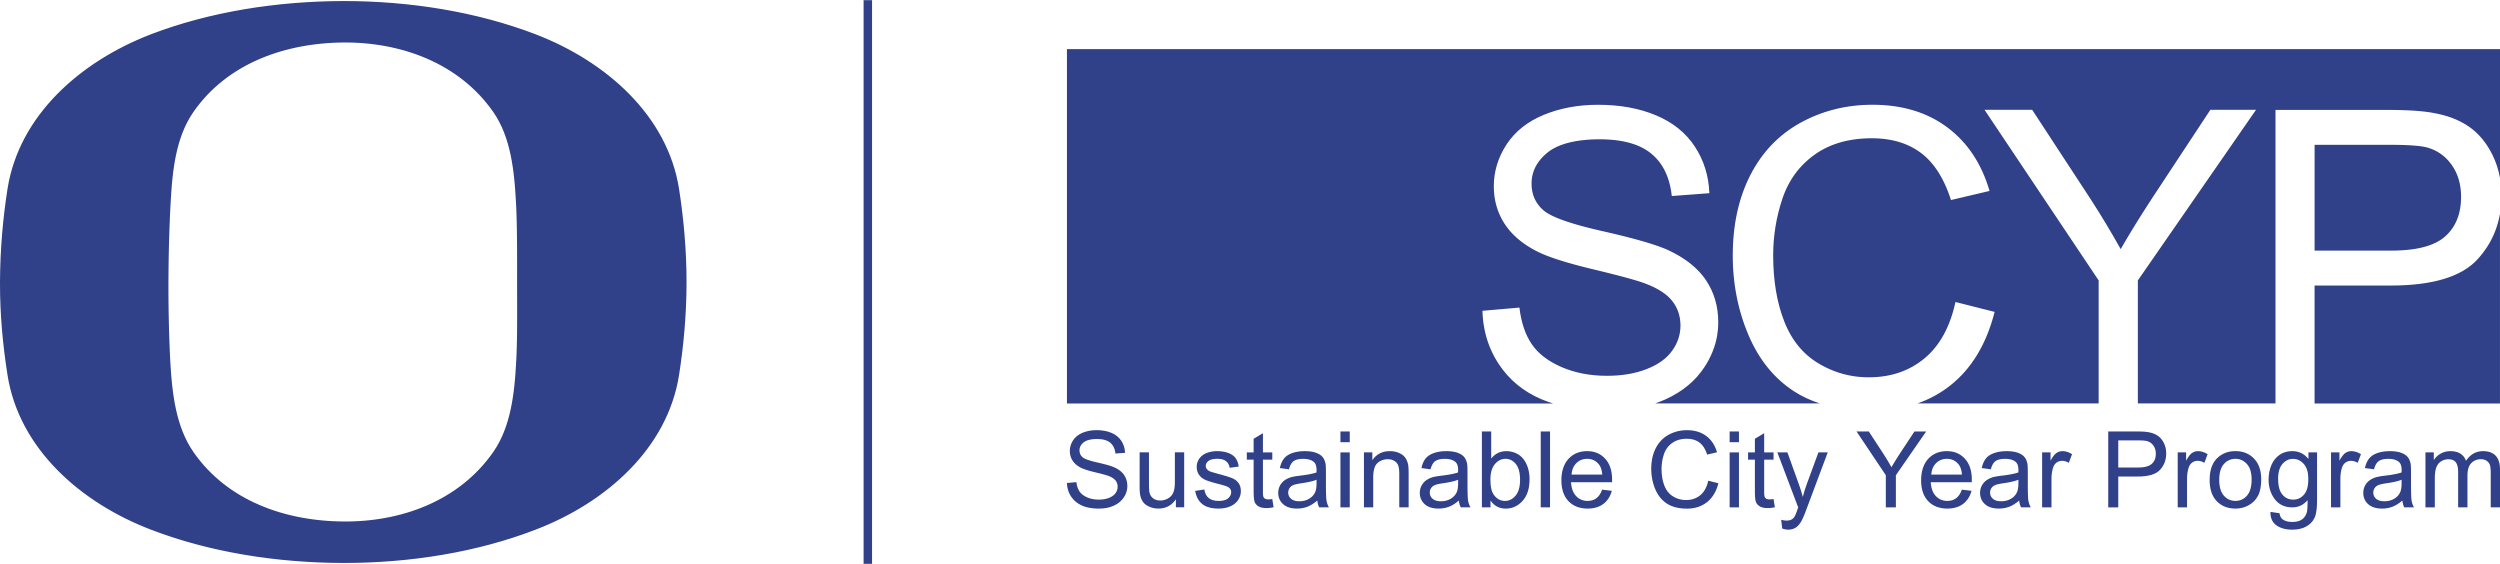 O
SCYP
Sustainable City Year Program